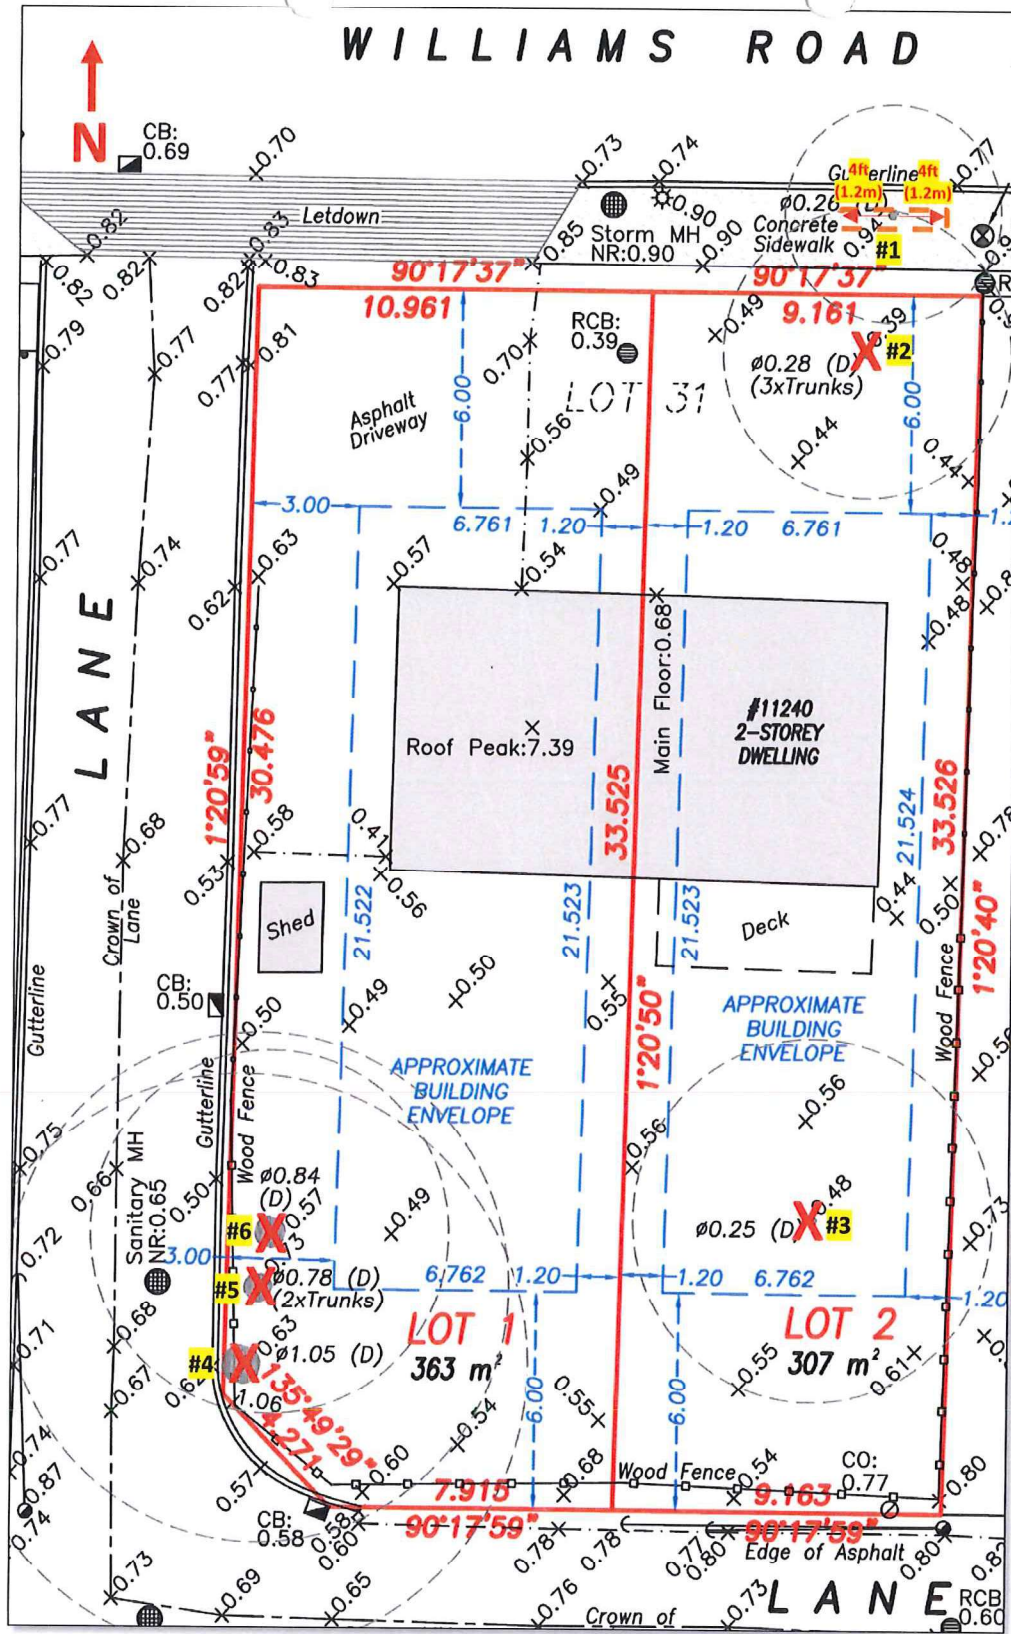 WILLIAMS ROAD
N
CB:
0.69
0.70
0.73
0.74
0.77
Gutterline
4ft
(1.2m)
4ft
(1.2m)
Letdown
ø0.26 (D)
Concrete
Sidewalk
0.94
#1
Storm MH
NR:0.90
0.90
0.90
0.85
0.82
0.82
0.82
0.82
0.83
0.83
90°17'37"
10.961
90°17'37"
9.161
RCB:
0.39
0.49
0.39
#2
ø0.28 (D)
(3xTrunks)
0.79
0.77
0.77
0.81
0.70
LOT 31
Asphalt
Driveway
6.00
6.00
0.56
0.44
0.44
0.49
3.00
6.761
1.20
1.20
6.761
0.77
0.74
0.62
0.63
0.57
0.54
0.48
0.48
LANE
Main Floor:0.68
#11240
2-STOREY
DWELLING
Roof Peak:7.39
1°20'59"
30.476
33.525
21.524
33.526
0.77
0.68
0.53
0.58
0.41
0.56
0.78
0.44
0.50
Crown of
Lane
Shed
21.522
21.523
21.523
Deck
1°20'40"
Wood Fence
Gutterline
CB:
0.50
0.50
0.49
0.50
0.55
1°20'50"
APPROXIMATE
BUILDING
ENVELOPE
APPROXIMATE
BUILDING
ENVELOPE
Gutterline
Wood Fence
0.56
0.56
0.75
0.66
Sanitary MH
NR:0.65
0.50
ø0.84
(D)
0.57
#6
0.49
0.48
ø0.25 (D)
#3
0.73
0.72
3.00
#5
ø0.78 (D)
(2xTrunks)
6.762
1.20
1.20
6.762
1.20
0.68
0.63
#4
ø1.05 (D)
LOT 1
363 m²
LOT 2
307 m²
0.61
0.71
0.67
1.06
135°49'29"
4.271
0.55
0.55
6.00
6.00
0.54
0.74
0.87
0.74
0.57
0.60
0.68
Wood Fence
0.54
CO:
0.77
0.80
7.915
9.163
CB:
0.58
0.58
0.60
90°17'59"
90°17'59"
0.78
0.78
0.77
0.80
Edge of Asphalt
0.80
0.73
0.69
0.65
0.76
Crown of
0.73
LANE
RCB
0.60